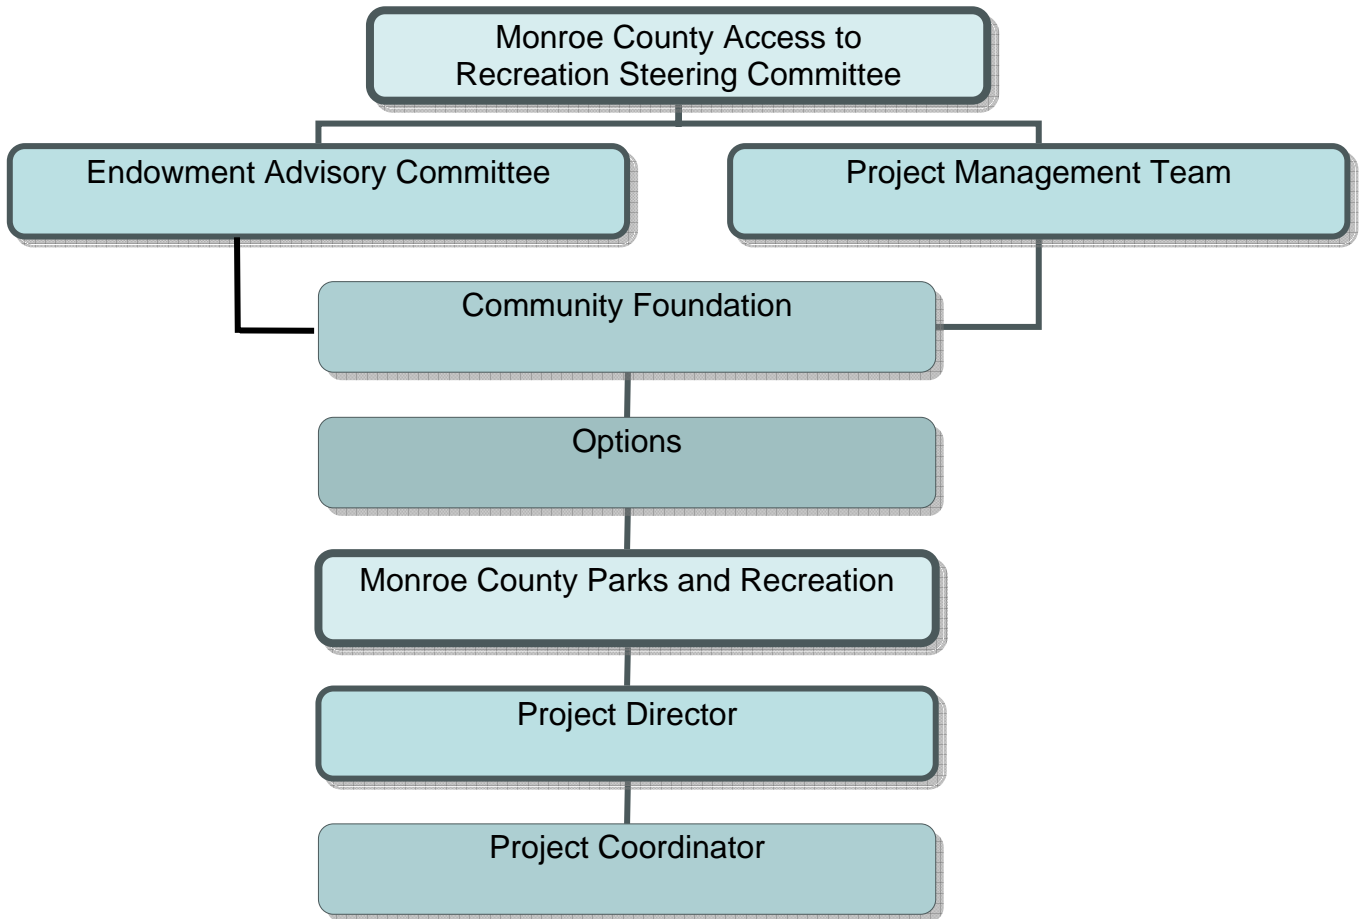 Monroe County Access to
Recreation Steering Committee
Endowment Advisory Committee
Project Management Team
Community Foundation
Options
Monroe County Parks and Recreation
Project Director
Project Coordinator